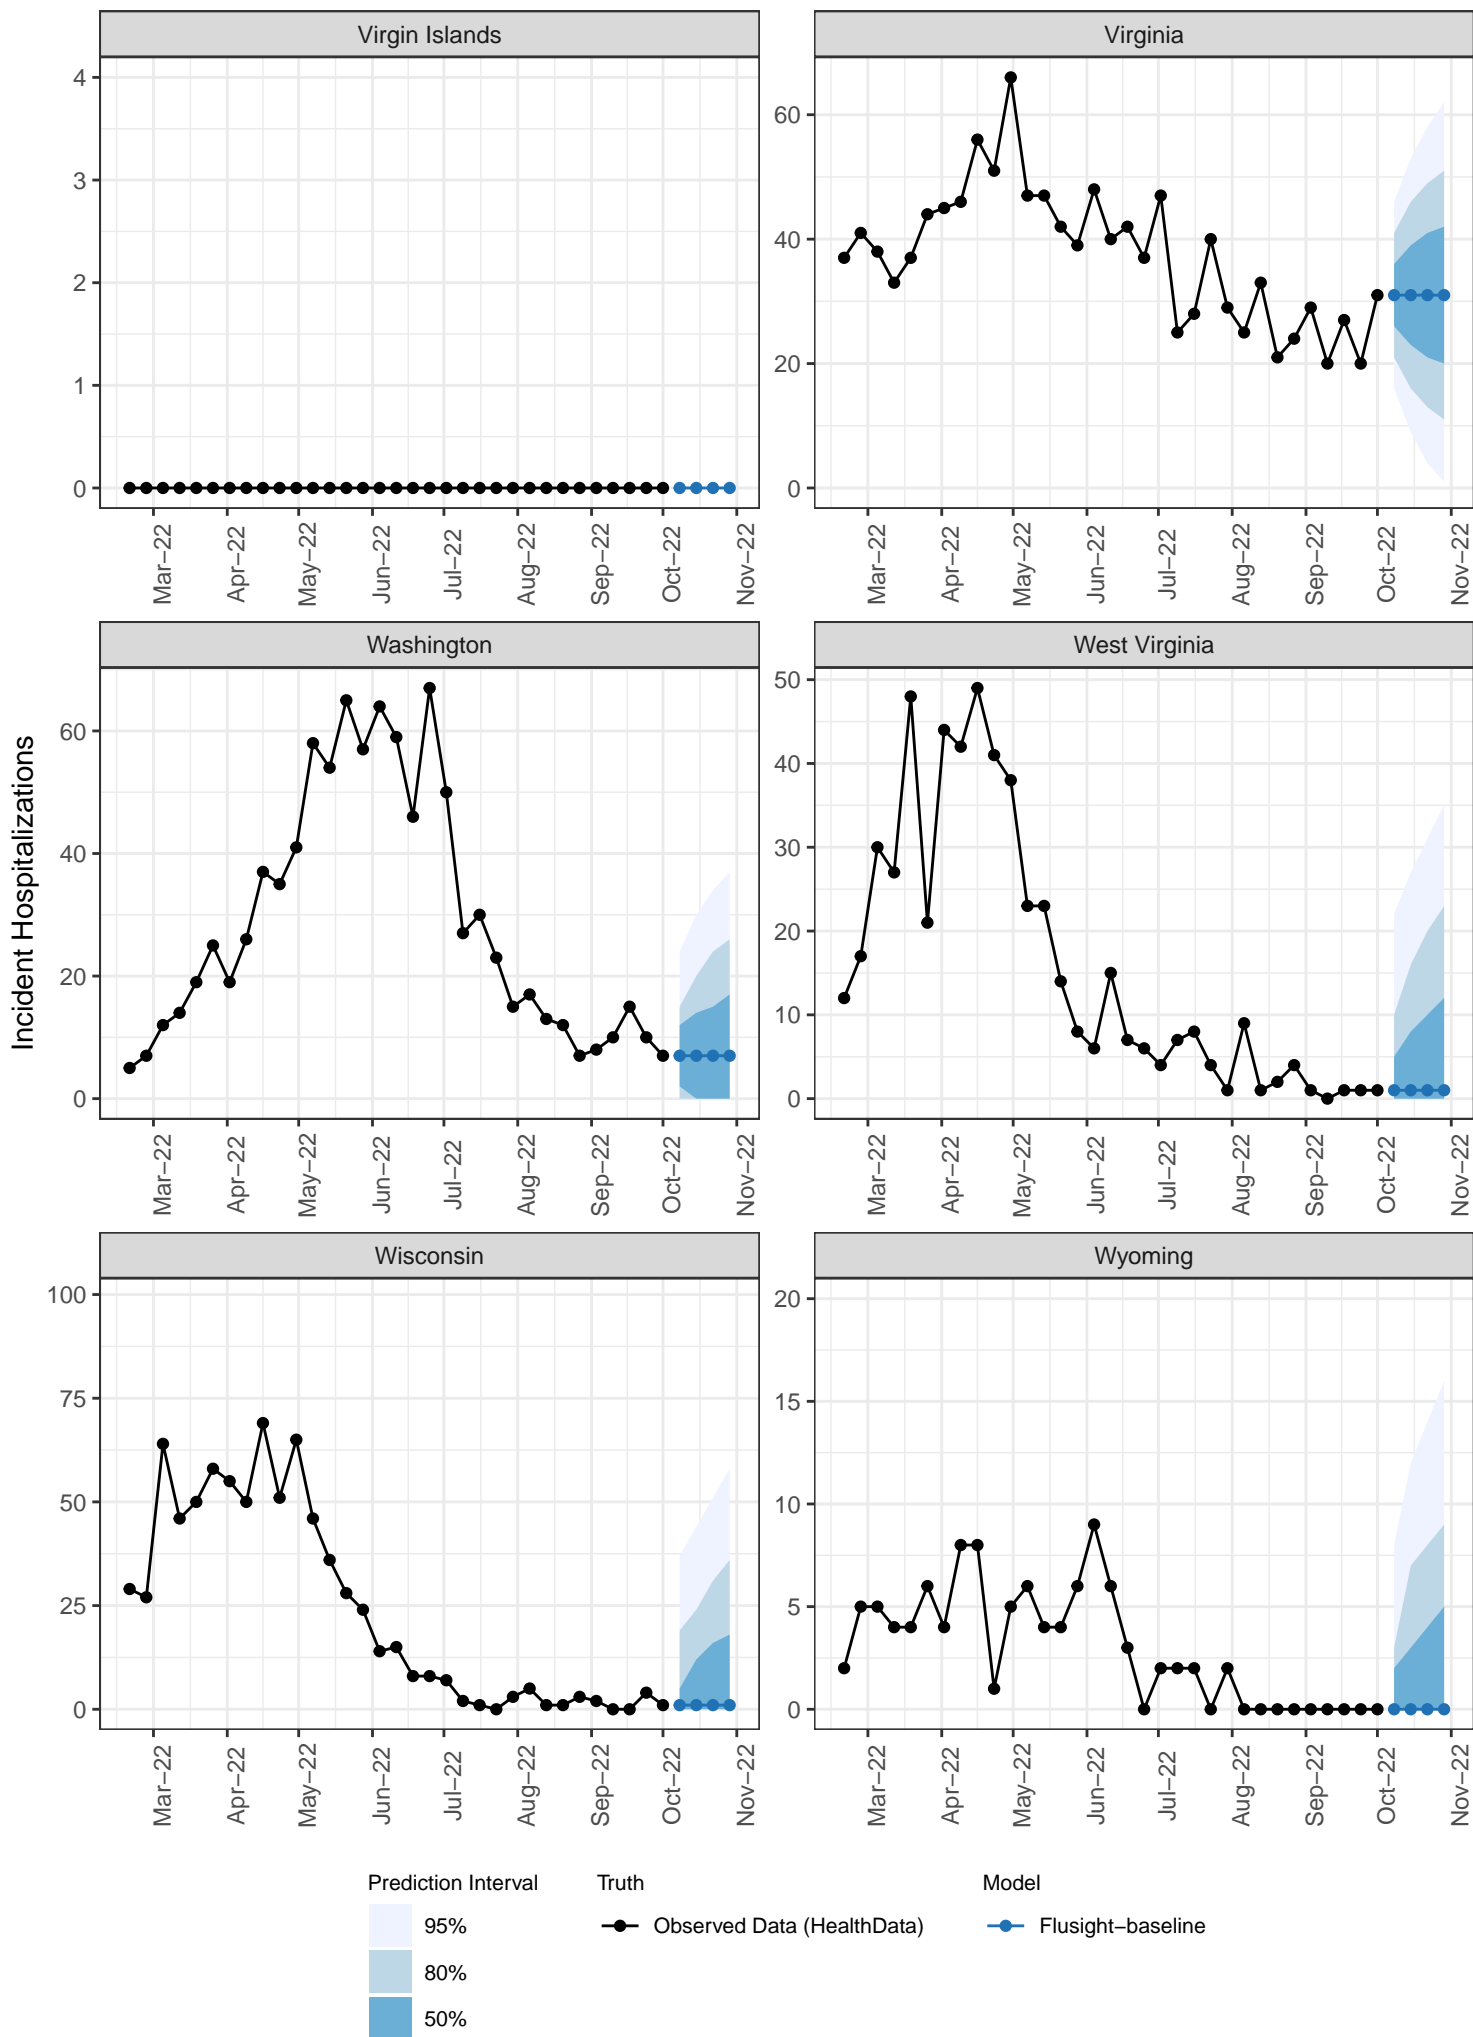 Virgin Islands
Virginia
4
3
2
1
0
60
40
20
0
Mar−22
Apr−22
May−22
Jun−22
Jul−22
Aug−22
Sep−22
Oct−22
Nov−22
Mar−22
Apr−22
May−22
Jun−22
Jul−22
Aug−22
Sep−22
Oct−22
Nov−22
Incident Hospitalizations
Washington
West Virginia
60
40
20
0
50
40
30
20
10
0
Mar−22
Apr−22
May−22
Jun−22
Jul−22
Aug−22
Sep−22
Oct−22
Nov−22
Mar−22
Apr−22
May−22
Jun−22
Jul−22
Aug−22
Sep−22
Oct−22
Nov−22
Wisconsin
Wyoming
100
75
50
25
0
20
15
10
5
0
Mar−22
Apr−22
May−22
Jun−22
Jul−22
Aug−22
Sep−22
Oct−22
Nov−22
Mar−22
Apr−22
May−22
Jun−22
Jul−22
Aug−22
Sep−22
Oct−22
Nov−22
Prediction Interval
95%
80%
50%
Truth
Observed Data (HealthData)
Model
Flusight−baseline